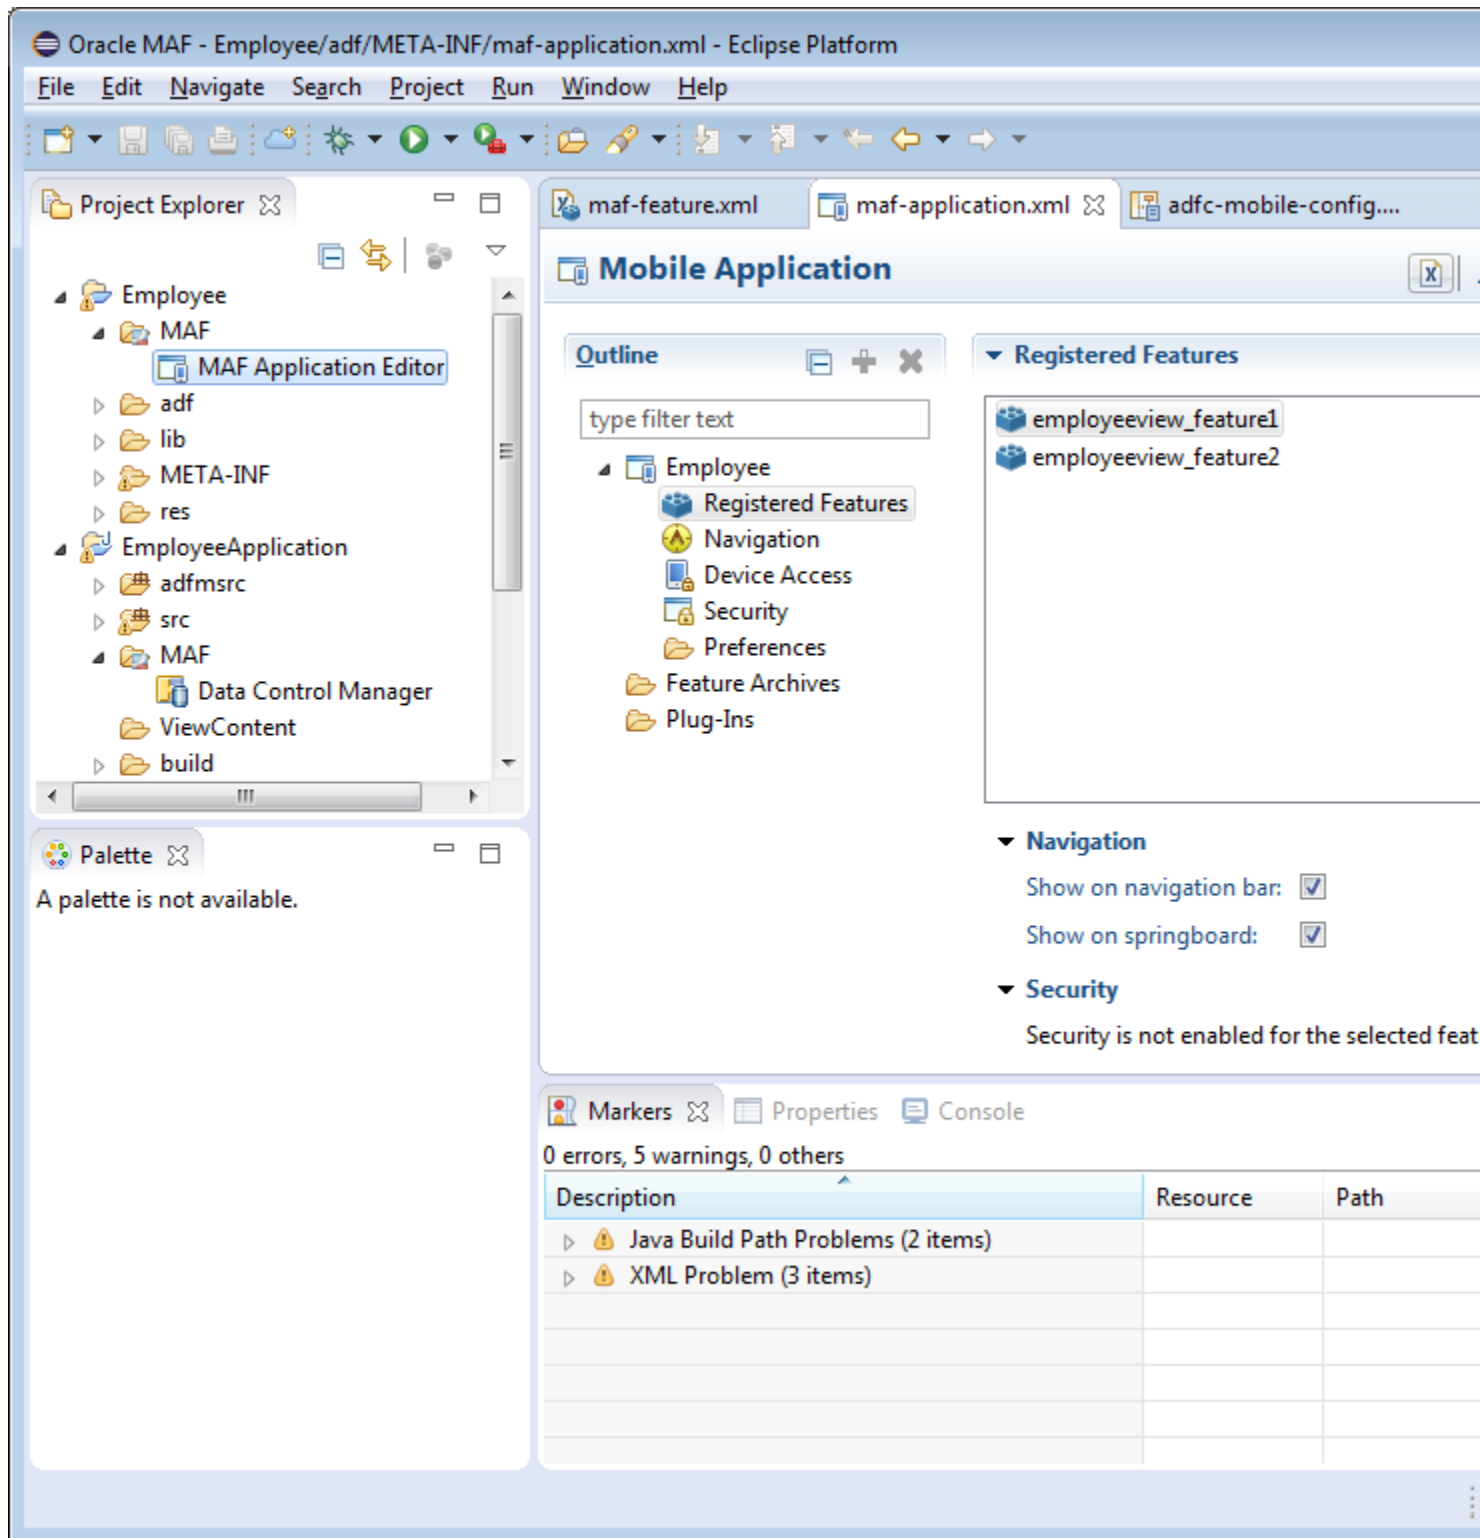 Oracle MAF - Employee/adf/META-INF/maf-application.xml - Eclipse Platform
File Edit Navigate Search Project Run Window Help
Project Explorer
Employee
MAF
MAF Application Editor
adf
lib
META-INF
res
EmployeeApplication
adfmsrc
src
MAF
Data Control Manager
ViewContent
build
Palette
A palette is not available.
maf-feature.xml maf-application.xml adfc-mobile-config....
Mobile Application
Outline
type filter text
Employee
Registered Features
Navigation
Device Access
Security
Preferences
Feature Archives
Plug-Ins
Registered Features
employeeview_feature1
employeeview_feature2
Navigation
Show on navigation bar:
Show on springboard:
Security
Security is not enabled for the selected feat
Markers Properties Console
0 errors, 5 warnings, 0 others
Description Resource Path
Java Build Path Problems (2 items)
XML Problem (3 items)